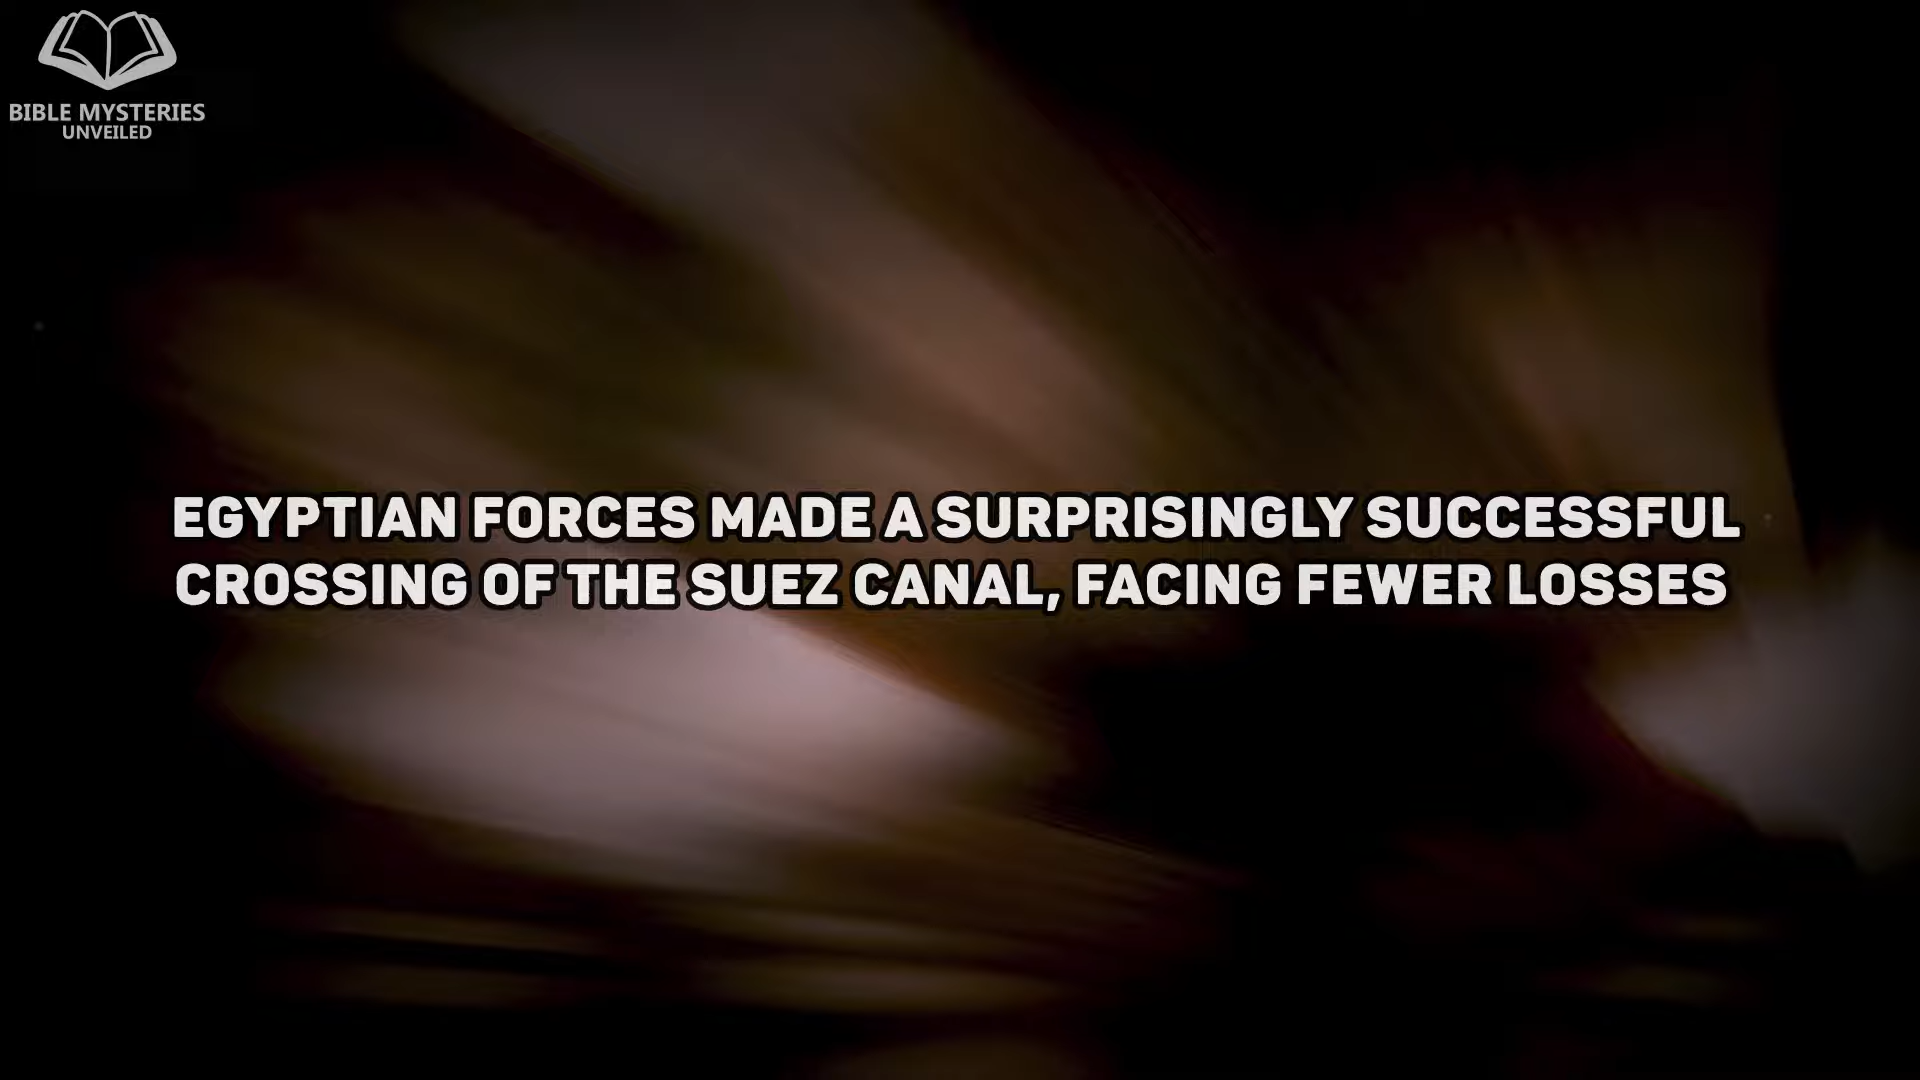 BIBLE MYSTERIES
UNVEILED
EGYPTIAN FORCES MADE A SURPRISINGLY SUCCESSFUL
CROSSING OF THE SUEZ CANAL, FACING FEWER LOSSES